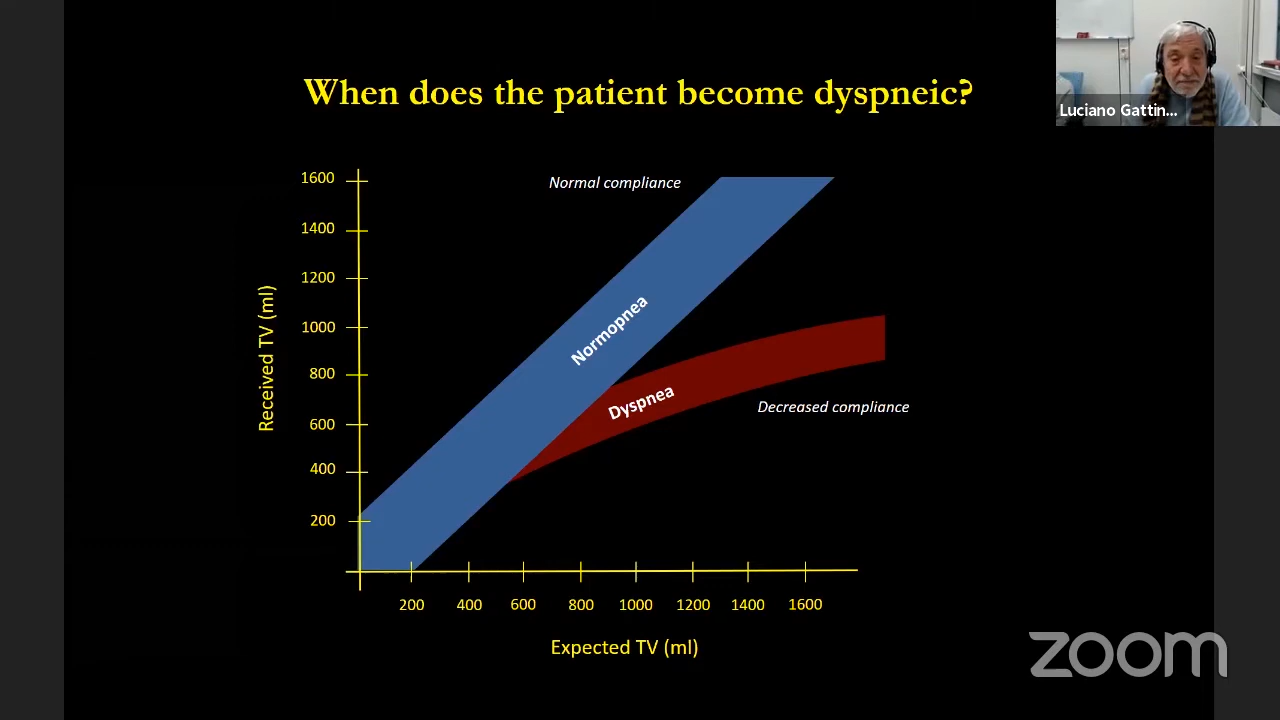 When does the patient become dyspneic?
Luciano Gattin...
Normal compliance
1600
1400
1200
1000
800
600
400
200
Received TV (ml)
Normopnea
Dyspnea
Decreased compliance
200 400 600 800 1000 1200 1400 1600
Expected TV (ml)
zoom